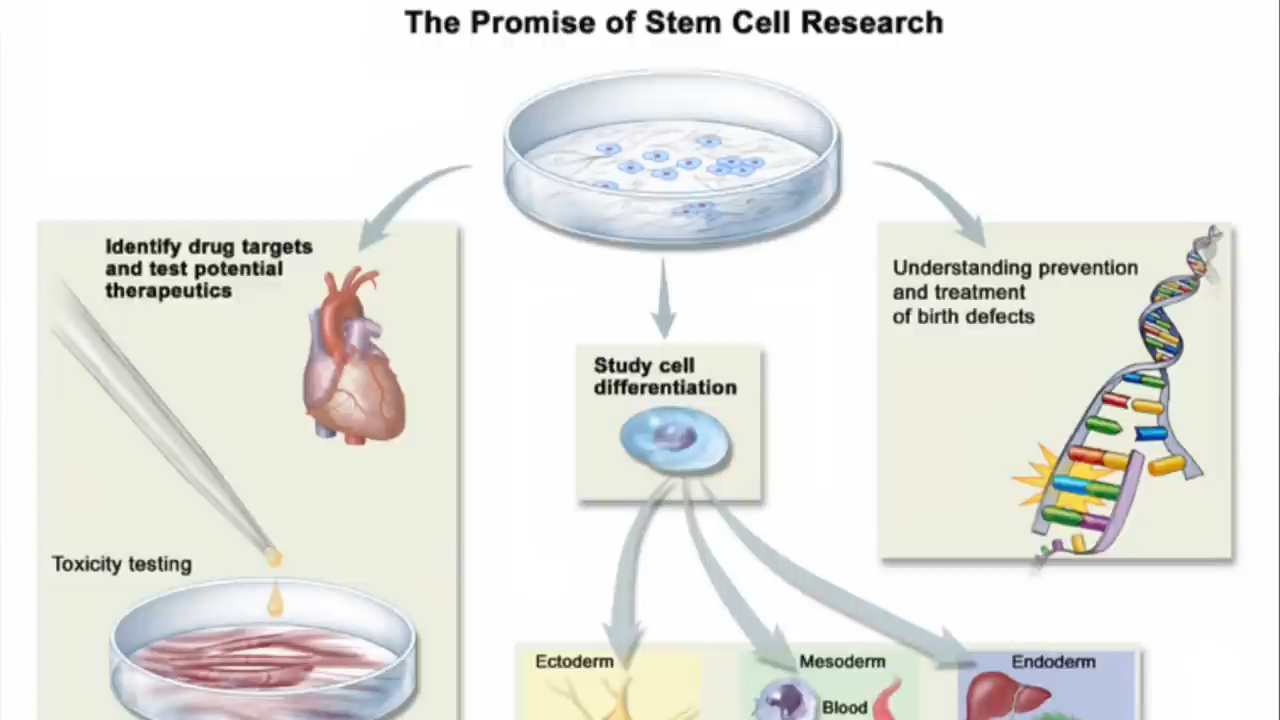 The Promise of Stem Cell Research
Identify drug targets
and test potential
therapeutics
Toxicity testing
Study cell
differentiation
Understanding prevention
and treatment
of birth defects
Ectoderm
Mesoderm
Blood
Endoderm